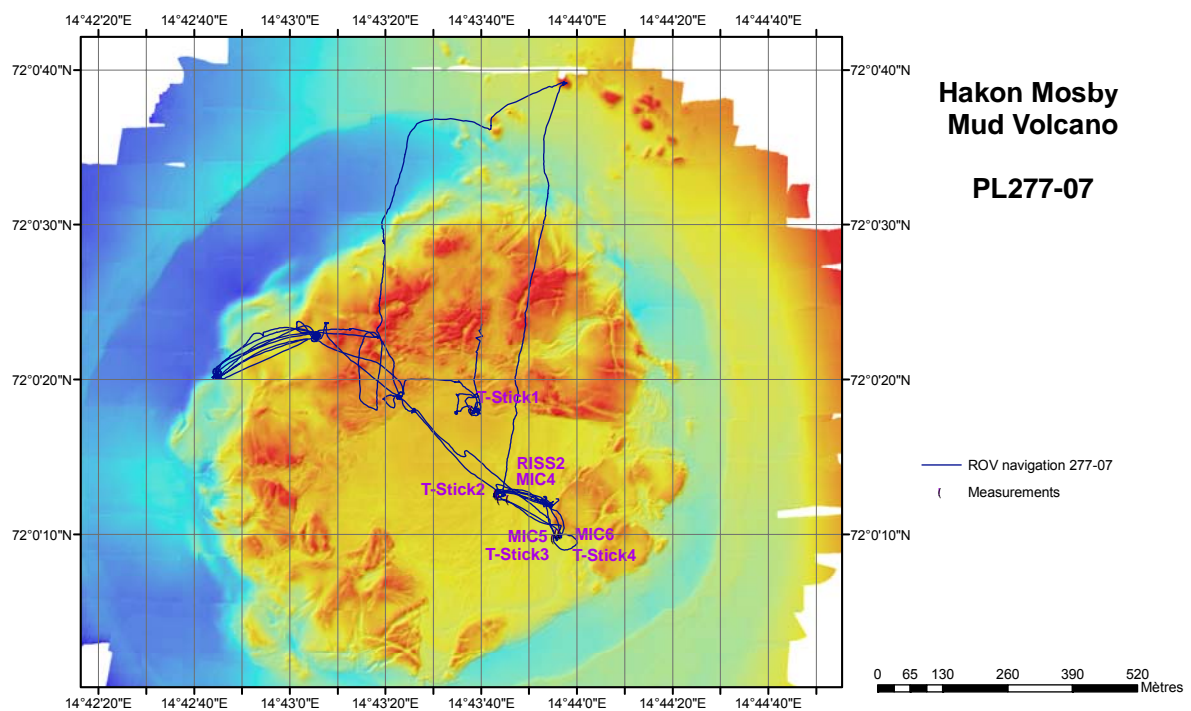 14°42'20"E 14°42'40"E 14°43'0"E 14°43'20"E 14°43'40"E 14°44'0"E 14°44'20"E 14°44'40"E
72°0'40"N 72°0'40"N
72°0'30"N 72°0'30"N
72°0'20"N 72°0'20"N
72°0'10"N 72°0'10"N
T-Stick1
RISS2
MIC4
T-Stick2
MIC5 MIC6
T-Stick3 T-Stick4
14°42'20"E 14°42'40"E 14°43'0"E 14°43'20"E 14°43'40"E 14°44'0"E 14°44'20"E 14°44'40"E
Hakon Mosby
Mud Volcano
PL277-07
ROV navigation 277-07
Measurements
0 65 130 260 390 520
Mètres